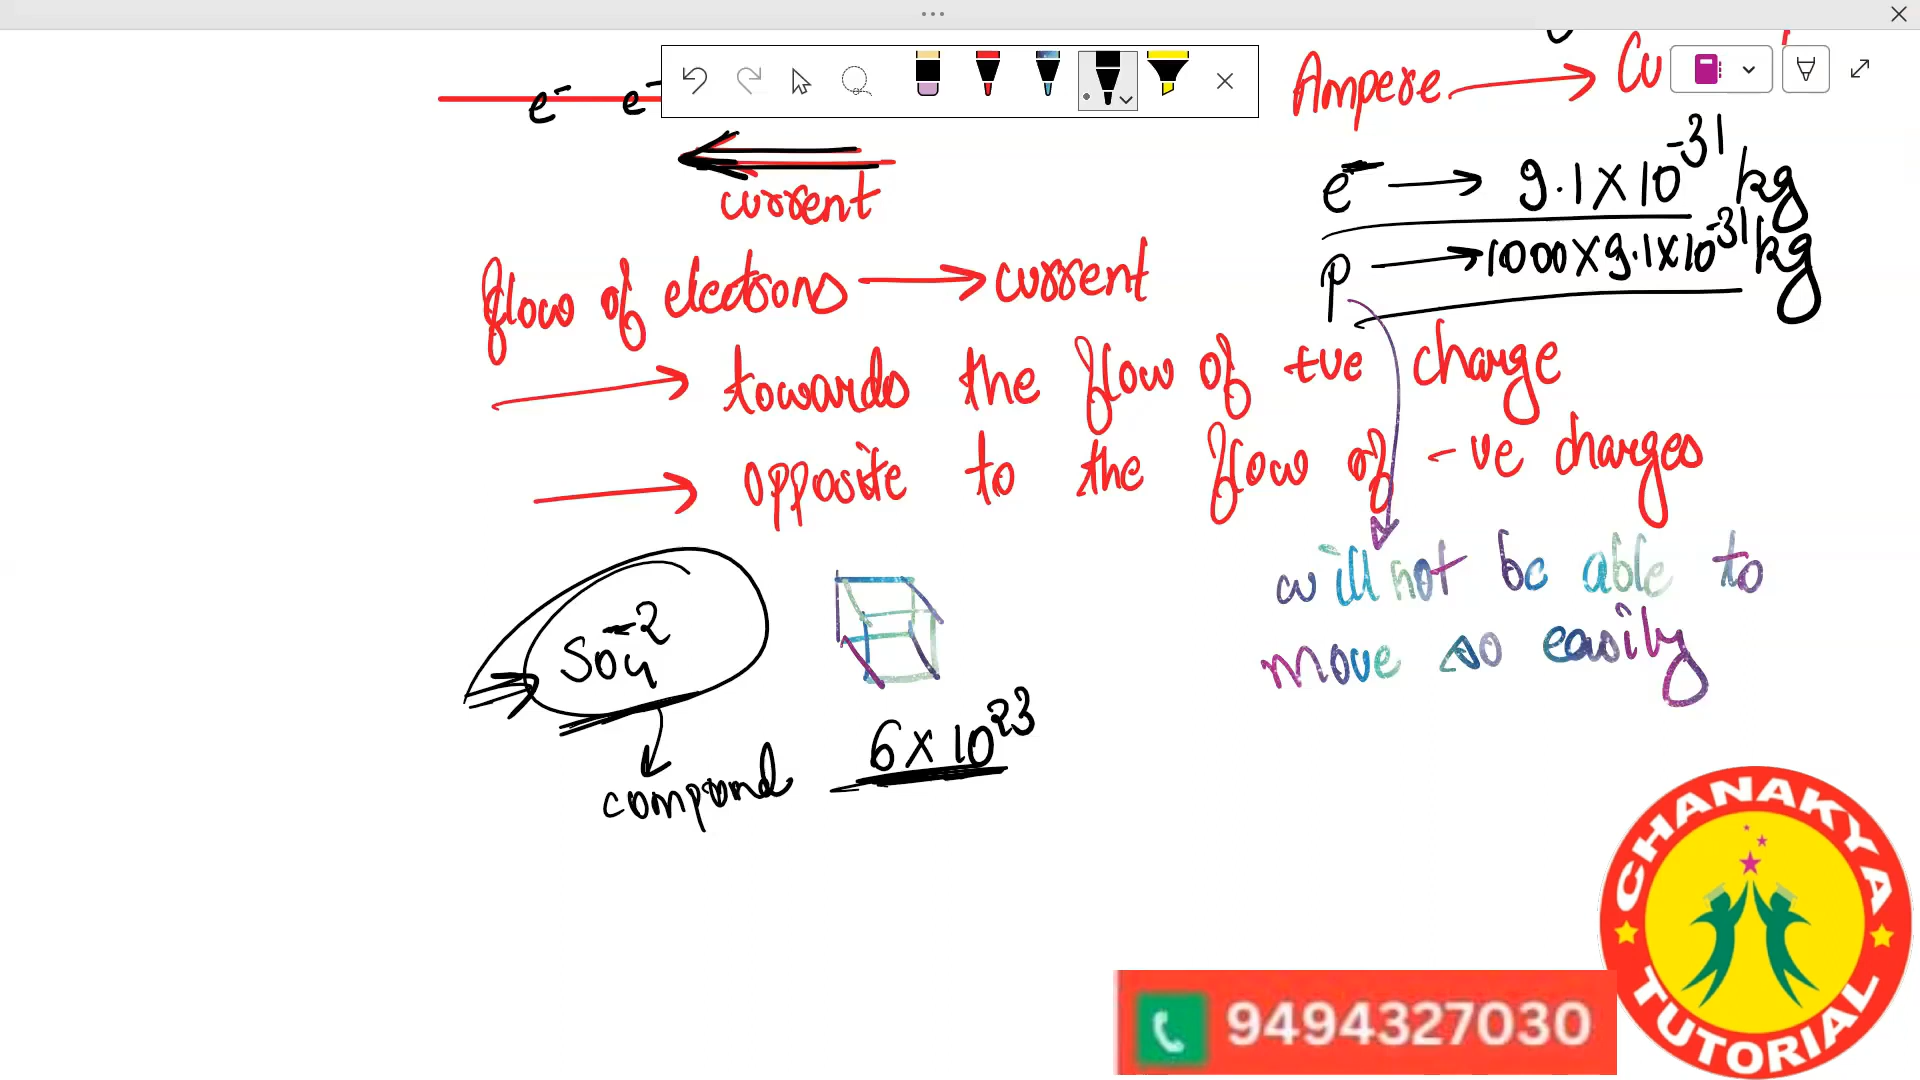 Ampere → Cu
e⁻ e⁻
current
e⁻ → 9.1 X 10⁻³¹ kg
p → 1000 X 9.1 X 10⁻³¹ kg
flow of electrons → current
→ towards the flow of +ve charge
→ opposite to the flow of -ve charges
will not be able to
move so easily
SO₄⁻²
6 x 10²³
compound
CHANAKYA
TUTORIAL
9494327030